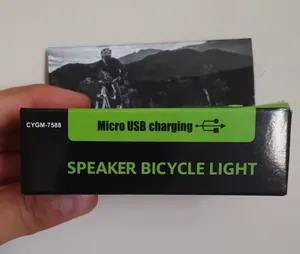 CYGM-7588
Micro USB charging
SPEAKER BICYCLE LIGHT